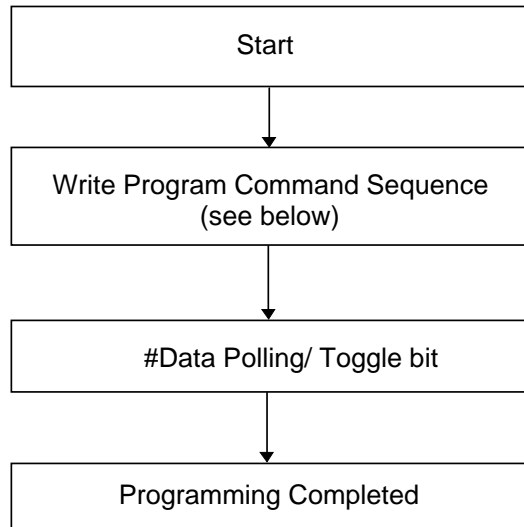 Start
Write Program Command Sequence
(see below)
#Data Polling/ Toggle bit
Programming Completed